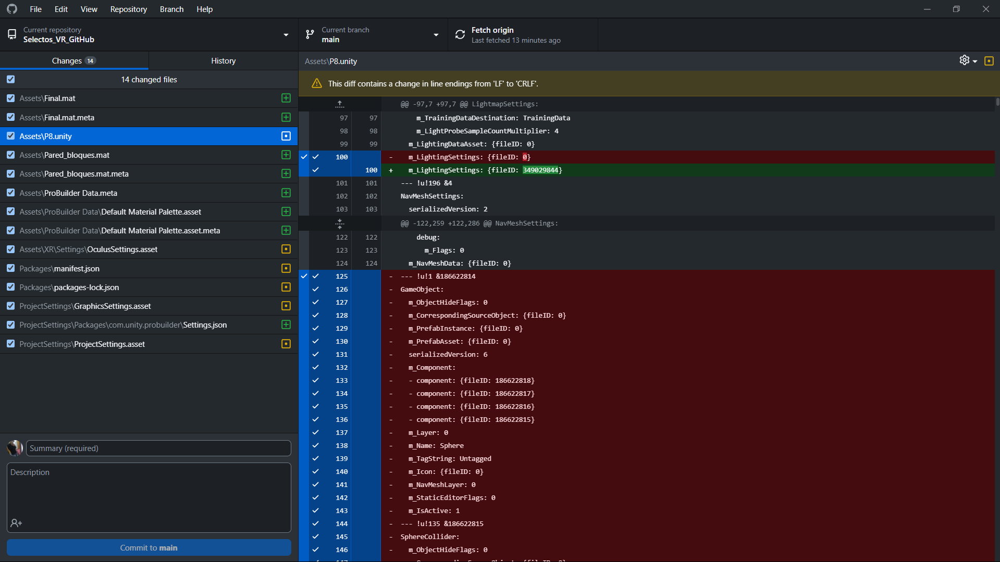 File Edit View Repository Branch Help
Current repository
Selectos_VR_GitHub
Current branch
main
Fetch origin
Last fetched 13 minutes ago
Changes 14
History
14 changed files
Assets\Final.mat
Assets\Final.mat.meta
Assets\P8.unity
Assets\Pared_bloques.mat
Assets\Pared_bloques.mat.meta
Assets\ProBuilder Data.meta
Assets\ProBuilder Data\Default Material Palette.asset
Assets\ProBuilder Data\Default Material Palette.asset.meta
Assets\XR\Settings\OculusSettings.asset
Packages\manifest.json
Packages\packages-lock.json
ProjectSettings\GraphicsSettings.asset
ProjectSettings\Packages\com.unity.probuilder\Settings.json
ProjectSettings\ProjectSettings.asset
Summary (required)
Description
Commit to main
Assets\P8.unity
This diff contains a change in line endings from 'LF' to 'CRLF'.
@@ -97,7 +97,7 @@ LightmapSettings:
97 97 m_TrainingDataDestination: TrainingData
98 98 m_LightProbeSampleCountMultiplier: 4
99 99 m_LightingDataAsset: {fileID: 0}
100 - m_LightingSettings: {fileID: 0}
100 + m_LightingSettings: {fileID: 349029844}
101 101 --- !u!196 &4
102 102 NavMeshSettings:
103 103 serializedVersion: 2
@@ -122,259 +122,286 @@ NavMeshSettings:
122 122 debug:
123 123 m_Flags: 0
124 124 m_NavMeshData: {fileID: 0}
125 - --- !u!1 &186622814
126 - GameObject:
127 - m_ObjectHideFlags: 0
128 - m_CorrespondingSourceObject: {fileID: 0}
129 - m_PrefabInstance: {fileID: 0}
130 - m_PrefabAsset: {fileID: 0}
131 - serializedVersion: 6
132 - m_Component:
133 - - component: {fileID: 186622818}
134 - - component: {fileID: 186622817}
135 - - component: {fileID: 186622816}
136 - - component: {fileID: 186622815}
137 - m_Layer: 0
138 - m_Name: Sphere
139 - m_TagString: Untagged
140 - m_Icon: {fileID: 0}
141 - m_NavMeshLayer: 0
142 - m_StaticEditorFlags: 0
143 - m_IsActive: 1
144 - --- !u!135 &186622815
145 - SphereCollider:
146 - m_ObjectHideFlags: 0